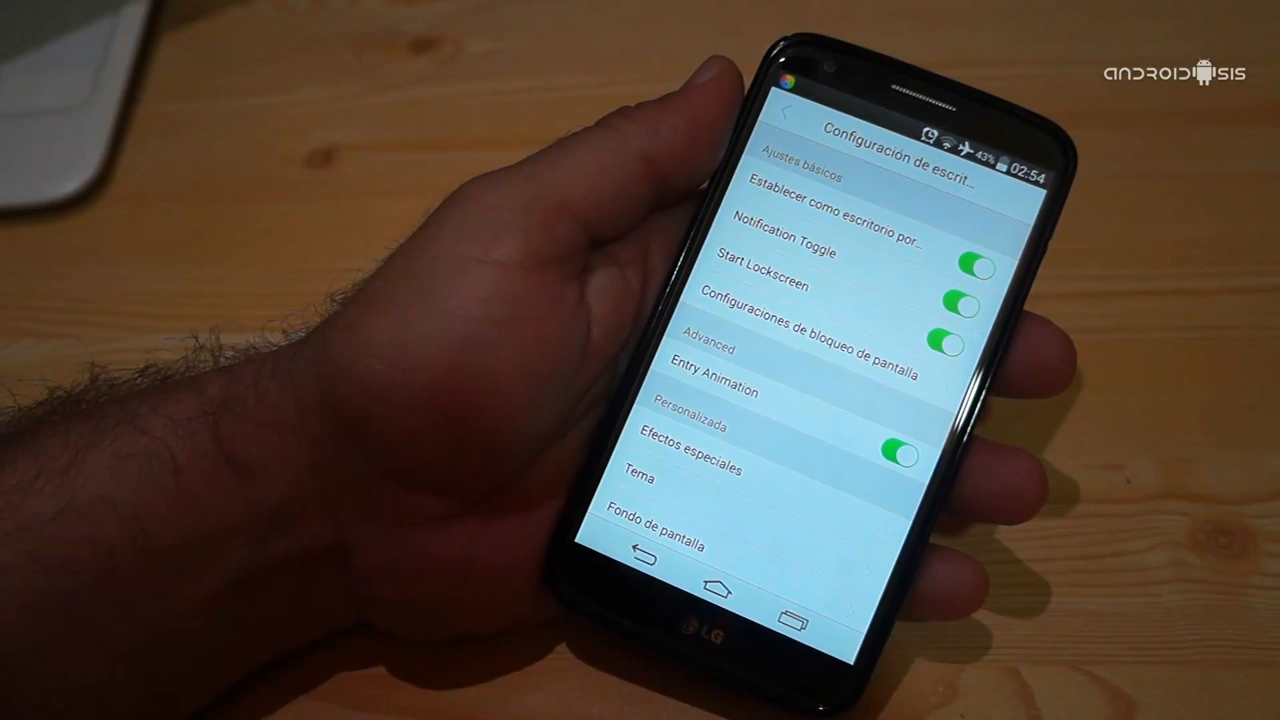 ANDROIDSIS
43% 02:54
Configuración de escrit...
Ajustes básicos
Establecer como escritorio por...
Notification Toggle
Start Lockscreen
Configuraciones de bloqueo de pantalla
Advanced
Entry Animation
Personalizada
Efectos especiales
Tema
Fondo de pantalla
LG